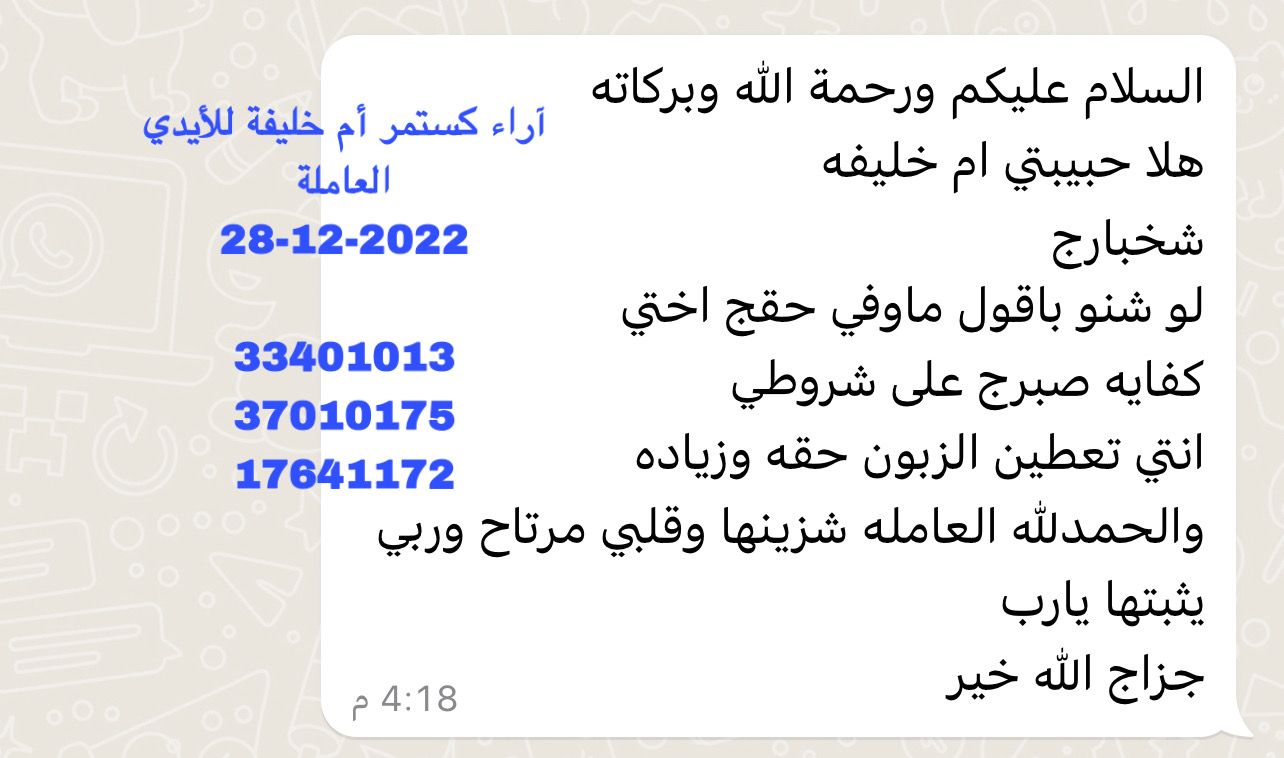 السلام عليكم ورحمة الله وبركاته
هلا حبيبتي ام خليفه
شخبارج
لو شنو باقول ماوفي حقج اختي
كفايه صبرج على شروطي
انتي تعطين الزبون حقه وزياده
والحمدلله العامله شزينها وقلبي مرتاح وربي
يثبتها يارب
جزاج الله خير
4:18 م
آراء كستمر أم خليفة للأيدي
العاملة
28-12-2022
33401013
37010175
17641172